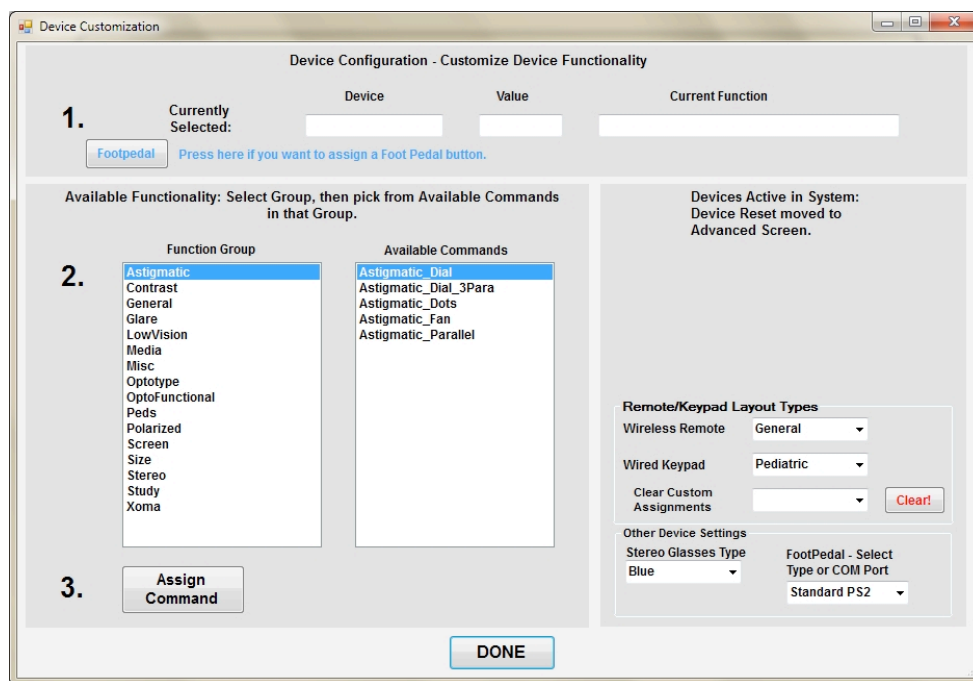 Device Customization
Device Configuration - Customize Device Functionality
Device Value Current Function
1.
Currently
Selected:
Footpedal Press here if you want to assign a Foot Pedal button.
Available Functionality: Select Group, then pick from Available Commands
in that Group.
Function Group Available Commands
2.
Astigmatic
Contrast
General
Glare
LowVision
Media
Misc
Optotype
OptoFunctional
Peds
Polarized
Screen
Size
Stereo
Study
Xoma
Astigmatic_Dial
Astigmatic_Dial_3Para
Astigmatic_Dots
Astigmatic_Fan
Astigmatic_Parallel
3.
Assign
Command
Devices Active in System:
Device Reset moved to
Advanced Screen.
Remote/Keypad Layout Types
Wireless Remote General
Wired Keypad Pediatric
Clear Custom
Assignments
Clear!
Other Device Settings
Stereo Glasses Type
Blue
FootPedal - Select
Type or COM Port
Standard PS2
DONE